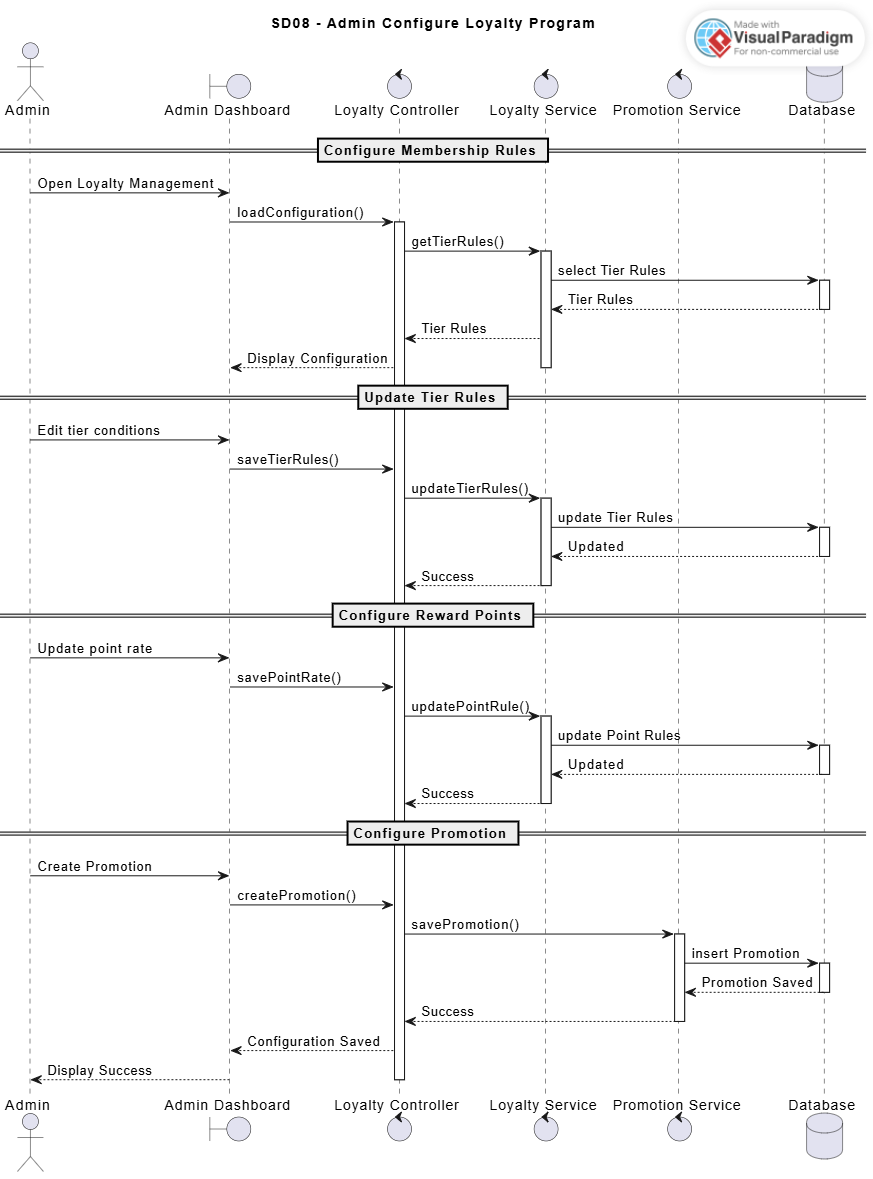 SD08 - Admin Configure Loyalty Program
Made with
VisualParadigm
For non-commercial use
Admin
Admin Dashboard
Loyalty Controller
Loyalty Service
Promotion Service
Database
Configure Membership Rules
Open Loyalty Management
loadConfiguration()
getTierRules()
select Tier Rules
Tier Rules
Tier Rules
Display Configuration
Update Tier Rules
Edit tier conditions
saveTierRules()
updateTierRules()
update Tier Rules
Updated
Success
Configure Reward Points
Update point rate
savePointRate()
updatePointRule()
update Point Rules
Updated
Success
Configure Promotion
Create Promotion
createPromotion()
savePromotion()
insert Promotion
Promotion Saved
Success
Configuration Saved
Display Success
Admin
Admin Dashboard
Loyalty Controller
Loyalty Service
Promotion Service
Database